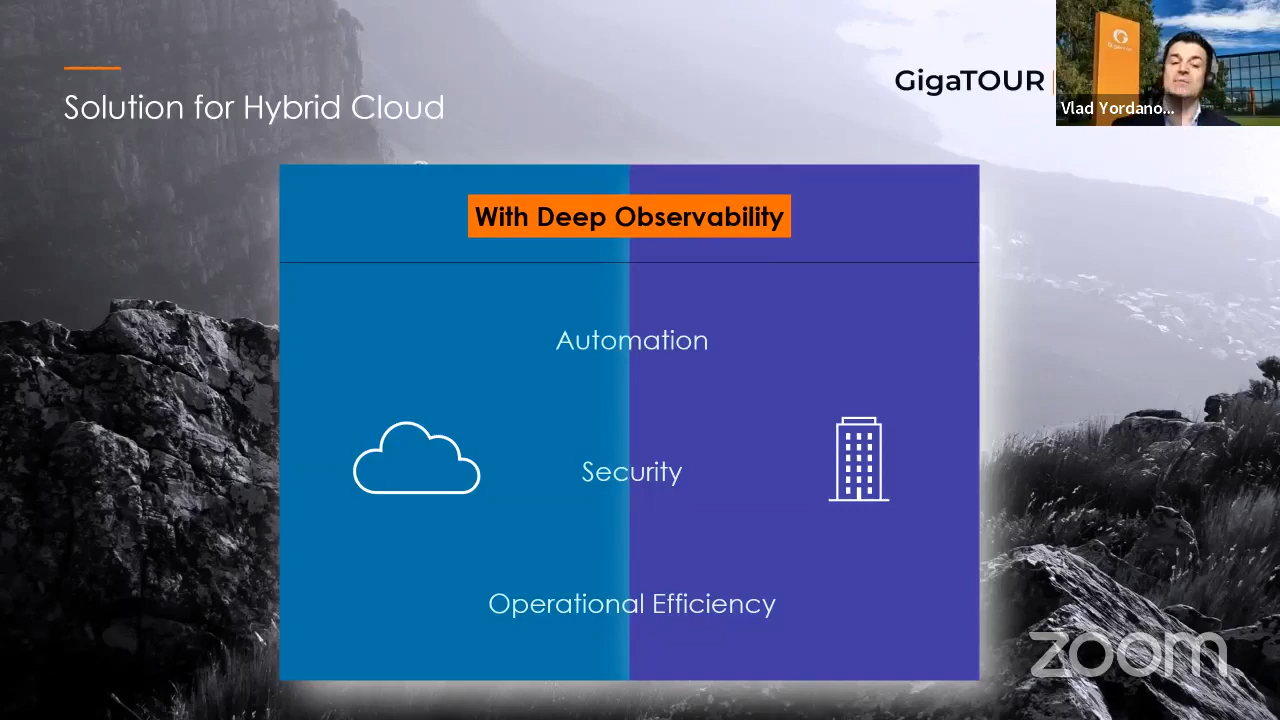 Solution for Hybrid Cloud
GigaTOUR
Vlad Yordano...
With Deep Observability
Automation
Security
Operational Efficiency
zoom